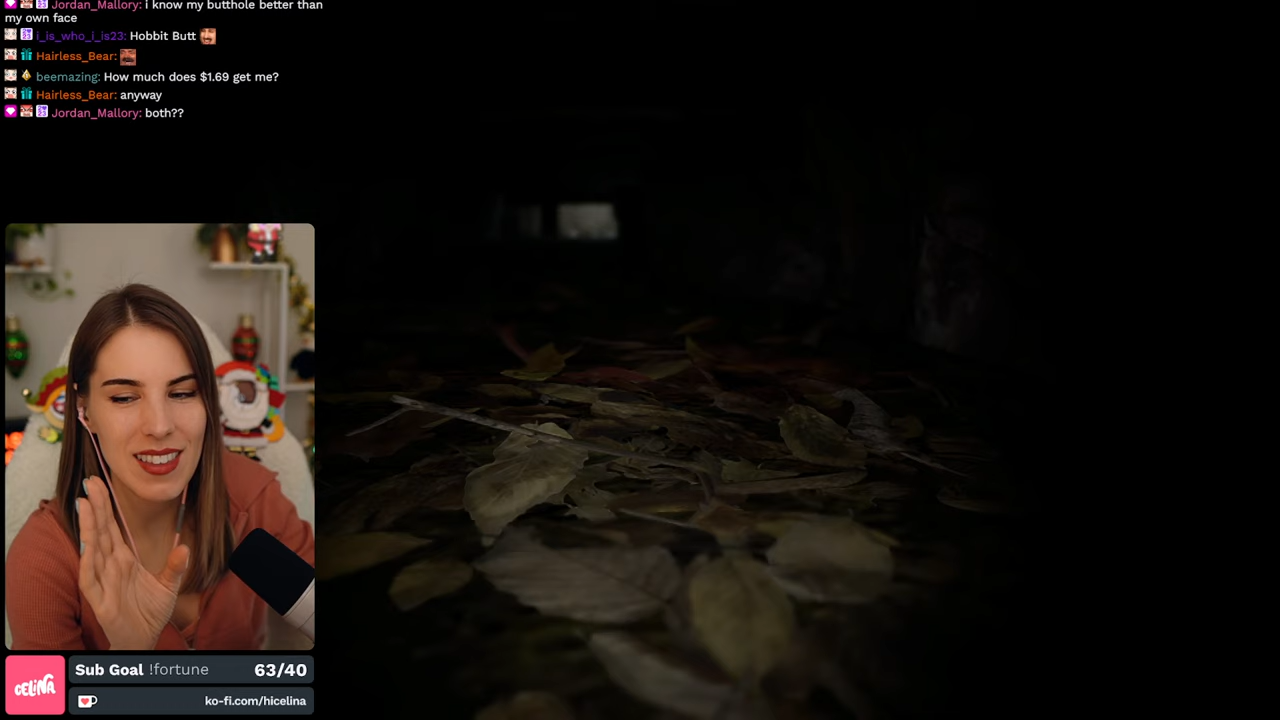 Jordan_Mallory: i know my butthole better than
my own face
i_is_who_i_is23: Hobbit Butt
Hairless_Bear:
beemazing: How much does $1.69 get me?
Hairless_Bear: anyway
Jordan_Mallory: both??
CELINA
Sub Goal !fortune 63/40
ko-fi.com/hicelina